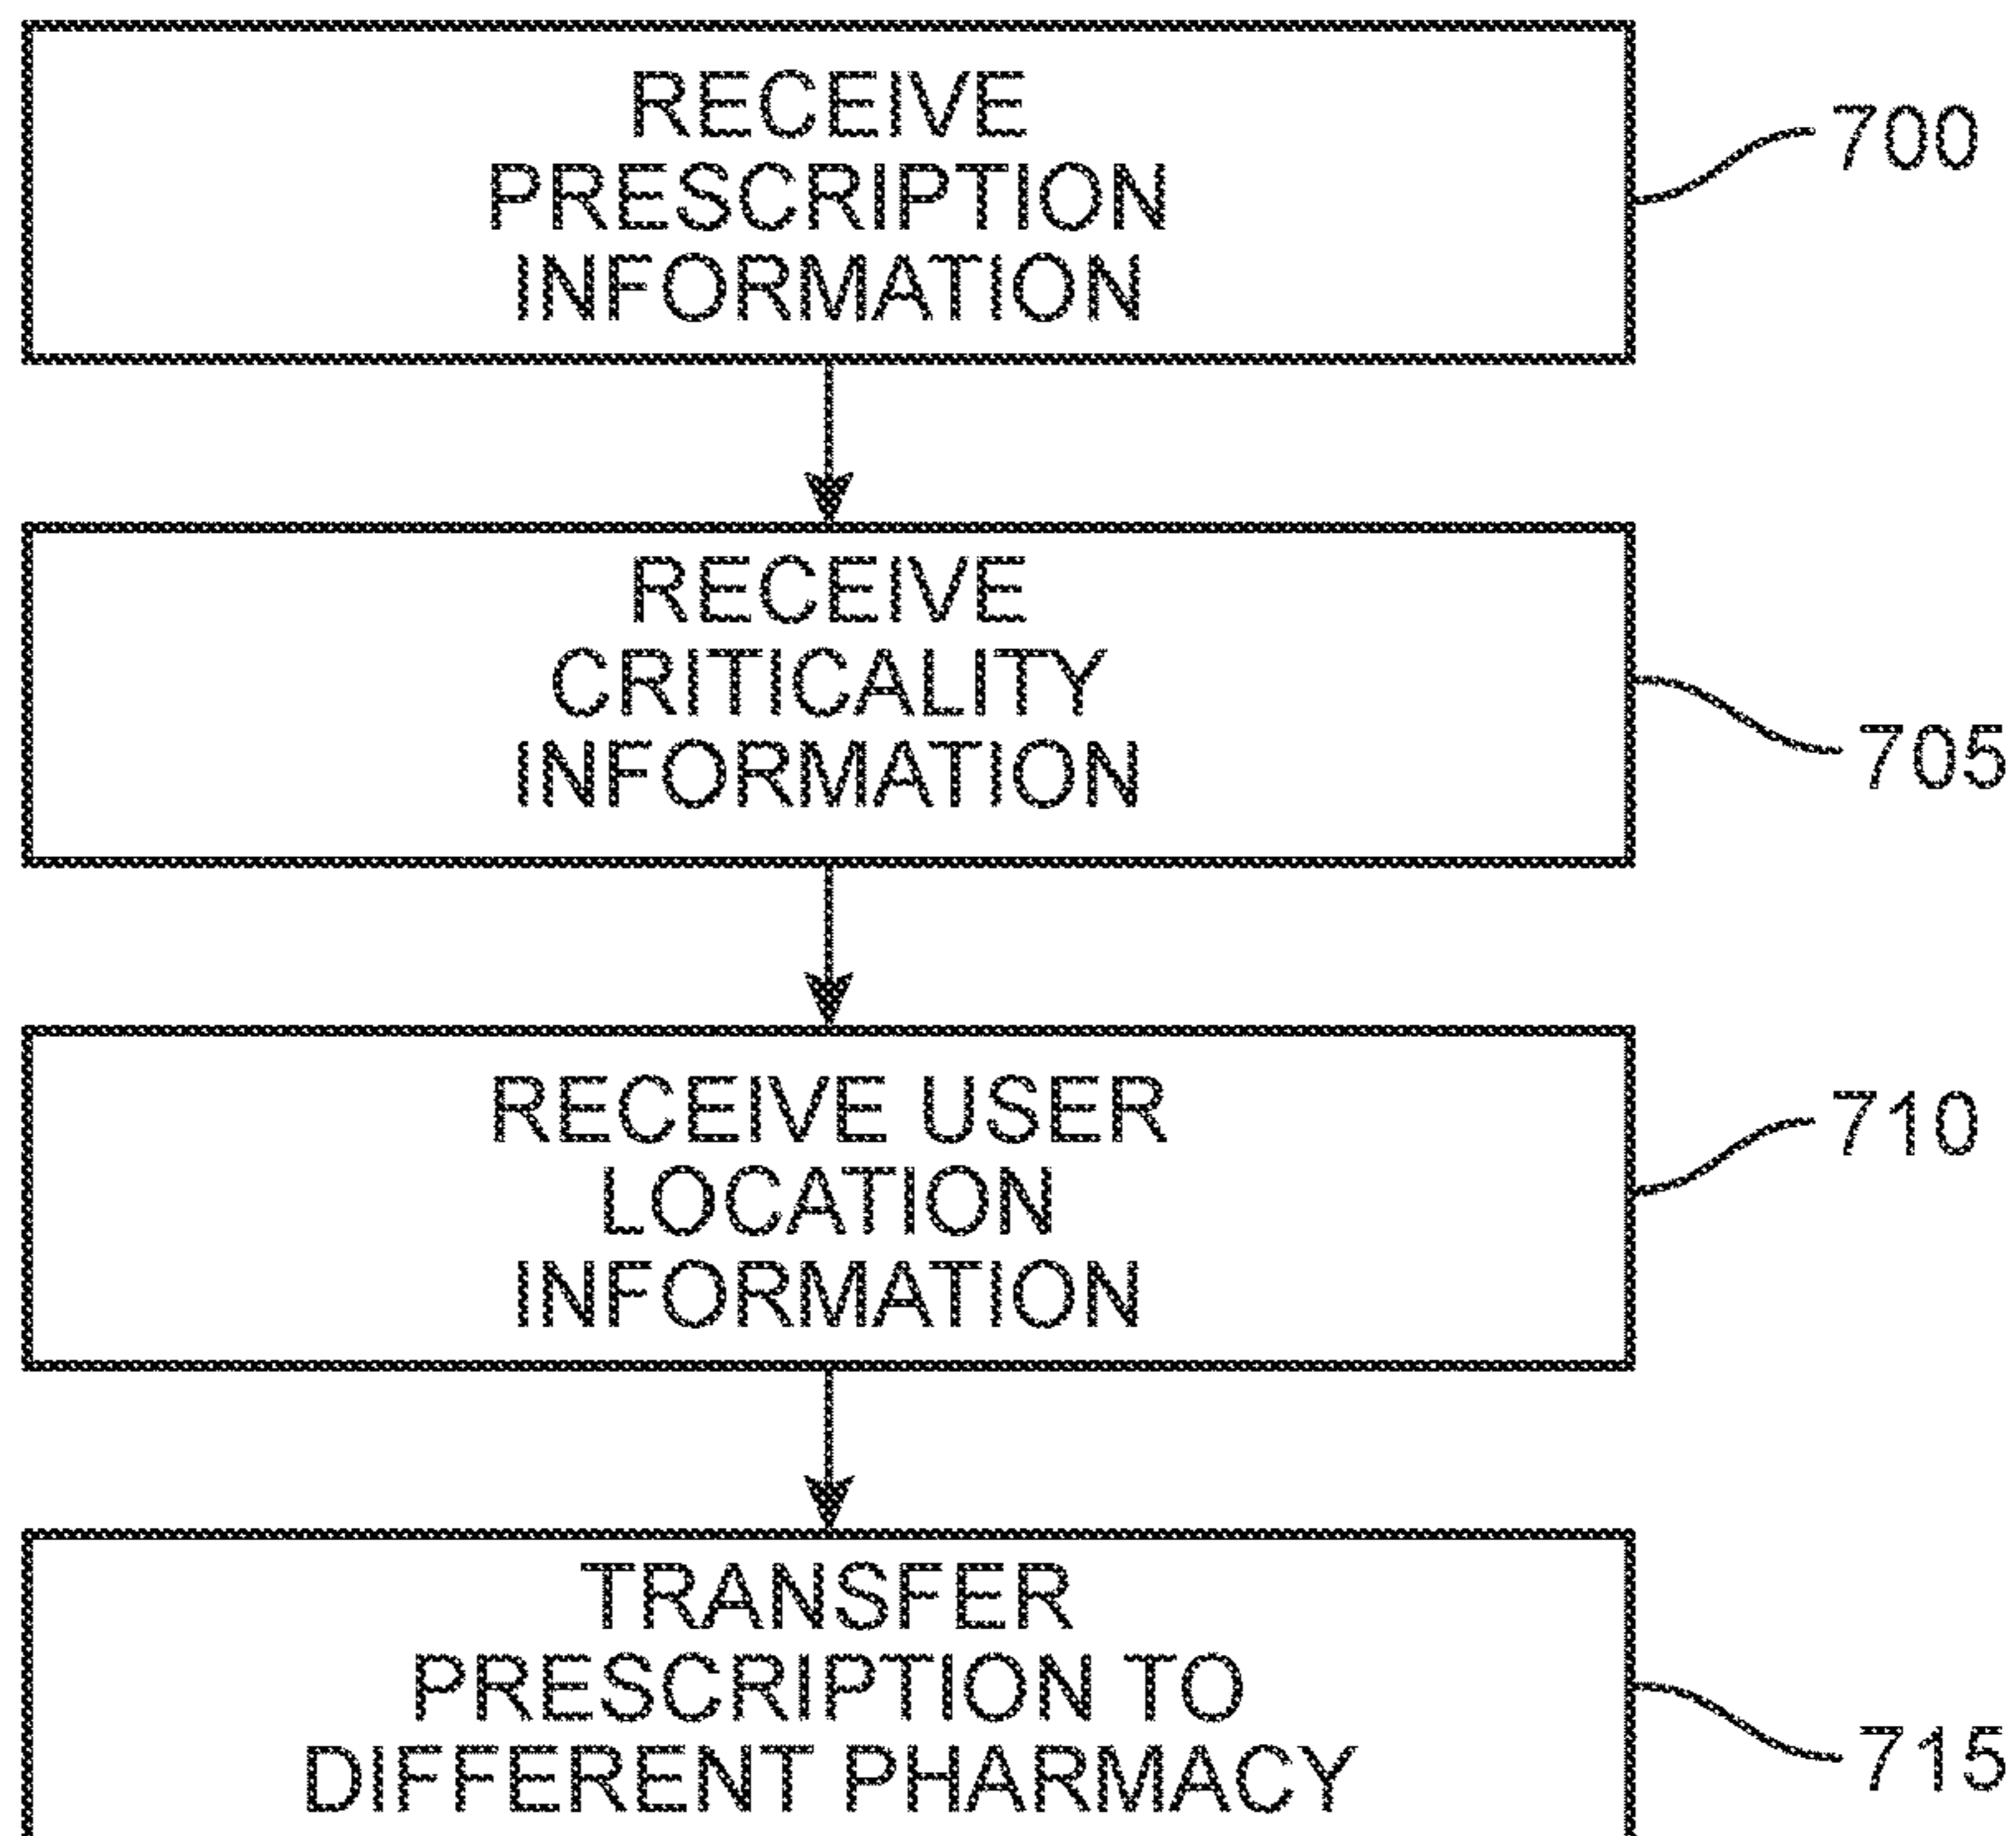 RECEIVE
PRESCRIPTION
INFORMATION
700
RECEIVE
CRITICALITY
INFORMATION
705
RECEIVE USER
LOCATION
INFORMATION
710
TRANSFER
PRESCRIPTION TO
DIFFERENT PHARMACY
715